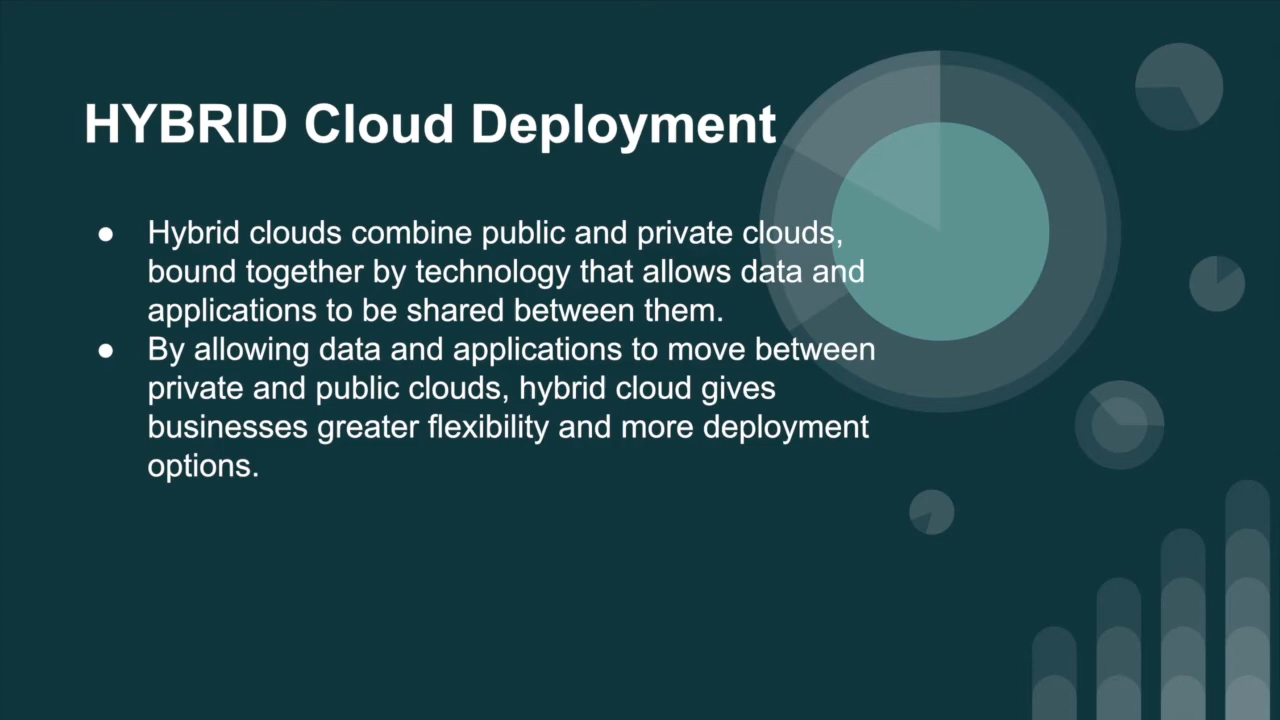 HYBRID Cloud Deployment
● Hybrid clouds combine public and private clouds,
bound together by technology that allows data and
applications to be shared between them.
● By allowing data and applications to move between
private and public clouds, hybrid cloud gives
businesses greater flexibility and more deployment
options.